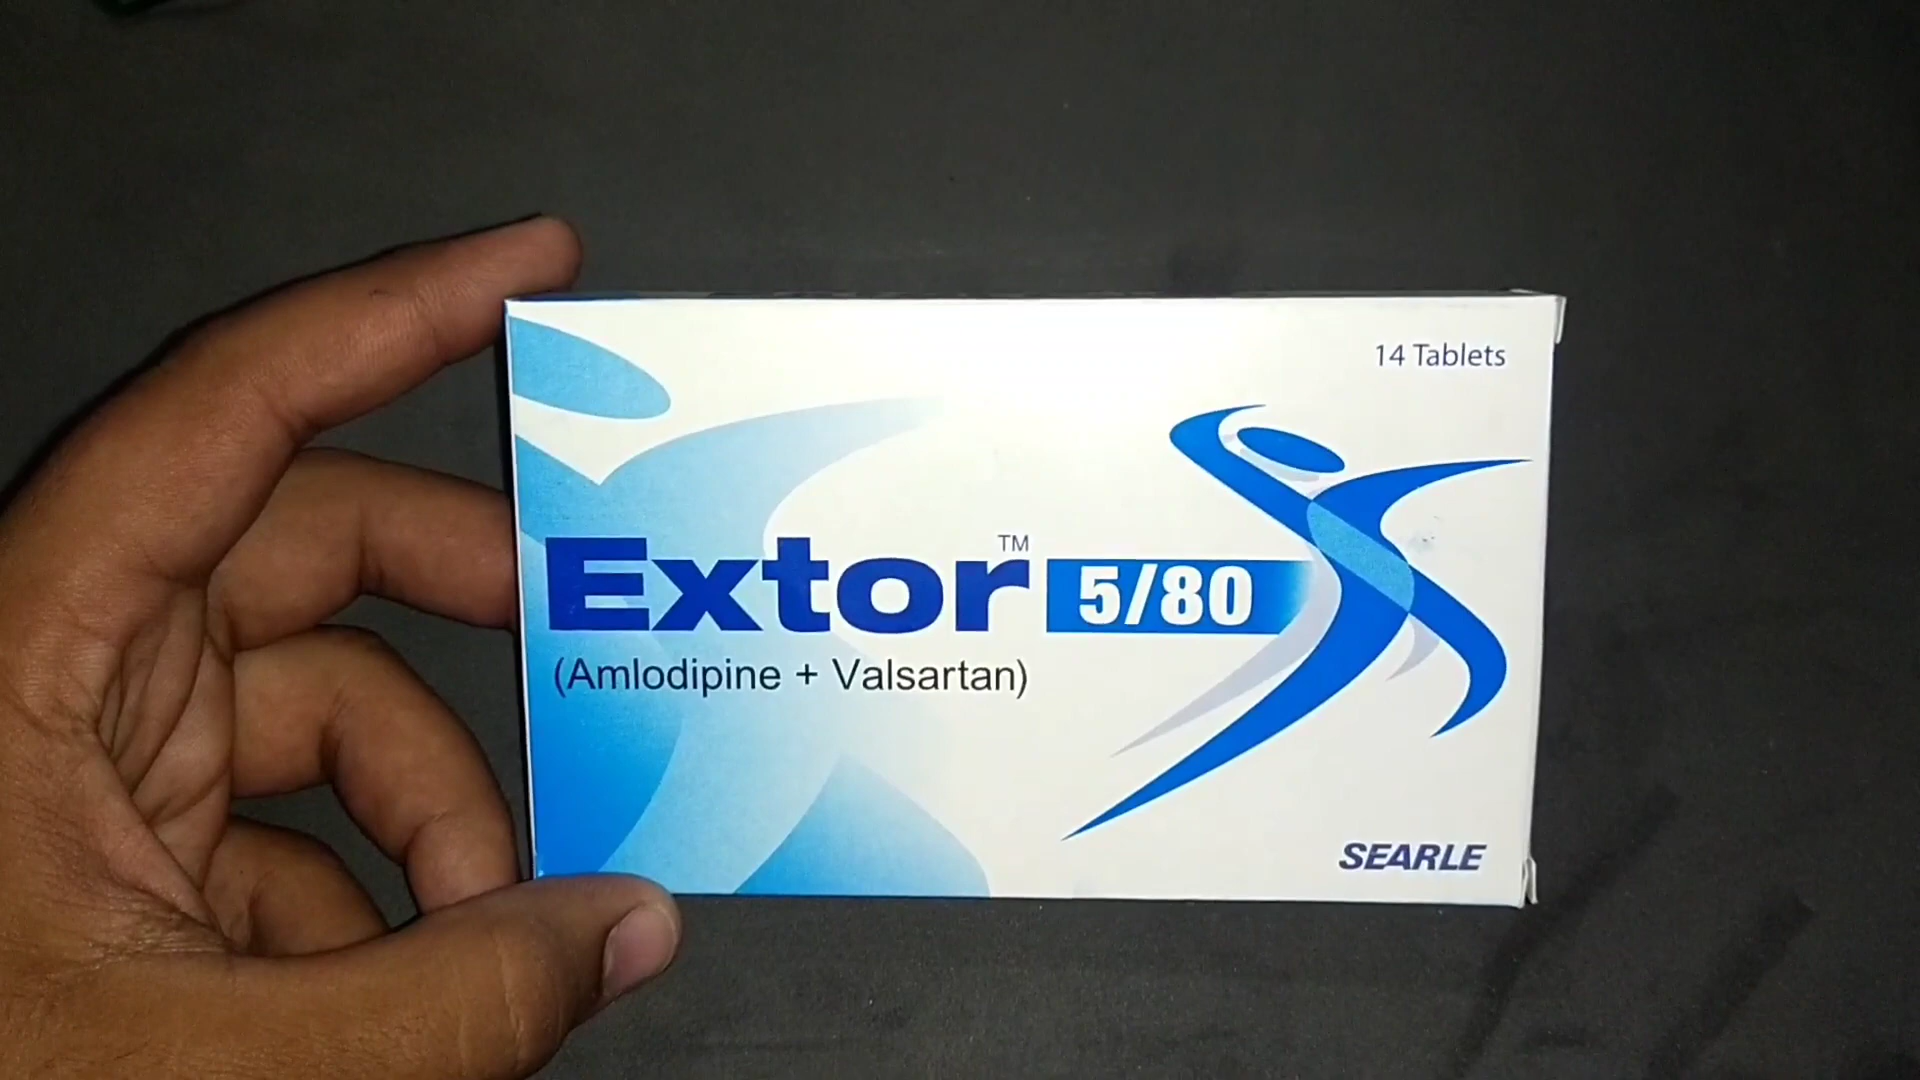 14 Tablets
Extor™ 5/80
(Amlodipine + Valsartan)
SEARLE